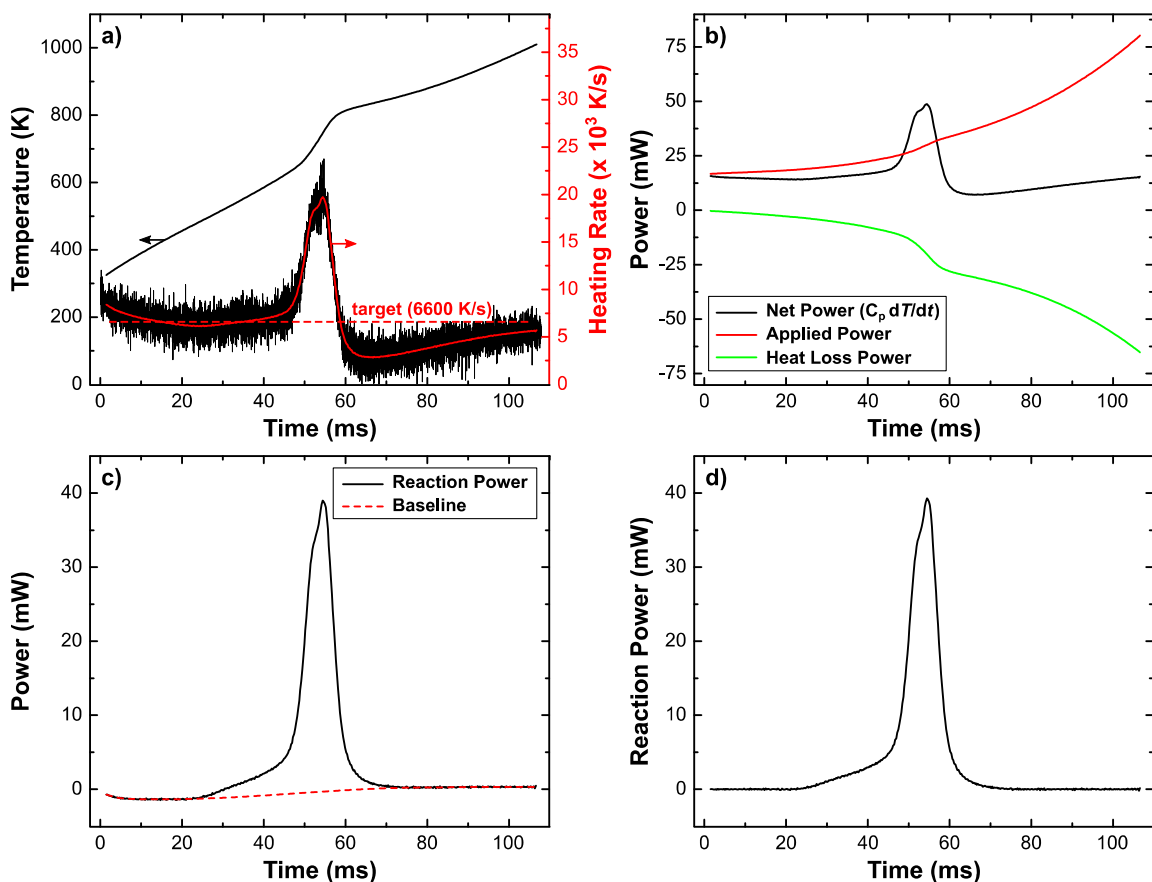 a)
Temperature (K)
1000
800
600
400
200
0
Heating Rate (x 10³ K/s)
35
30
25
20
15
10
5
0
target (6600 K/s)
0 20 40 60 80 100
Time (ms)
b)
Power (mW)
75
50
25
0
-25
-50
-75
Net Power (Cp dT/dt)
Applied Power
Heat Loss Power
0 20 40 60 80 100
Time (ms)
c)
Power (mW)
40
30
20
10
0
Reaction Power
Baseline
0 20 40 60 80 100
Time (ms)
d)
Reaction Power (mW)
40
30
20
10
0
0 20 40 60 80 100
Time (ms)